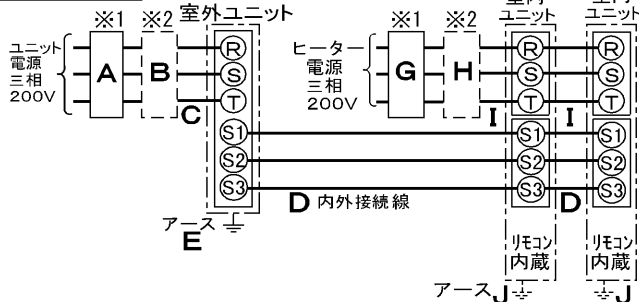 ※1 ※2 室外ユニット
ユニット
電源
三相
200V
A B C
R
S
T
S1
S2
S3
アース
E
※1 ※2
ヒーター
電源
三相
200V
G H I I
ユニット ユニット
R R
S S
T T
S1 S1
S2 S2
S3 S3
D 内外接続線 D
リモコン リモコン
内蔵 内蔵
アース J J